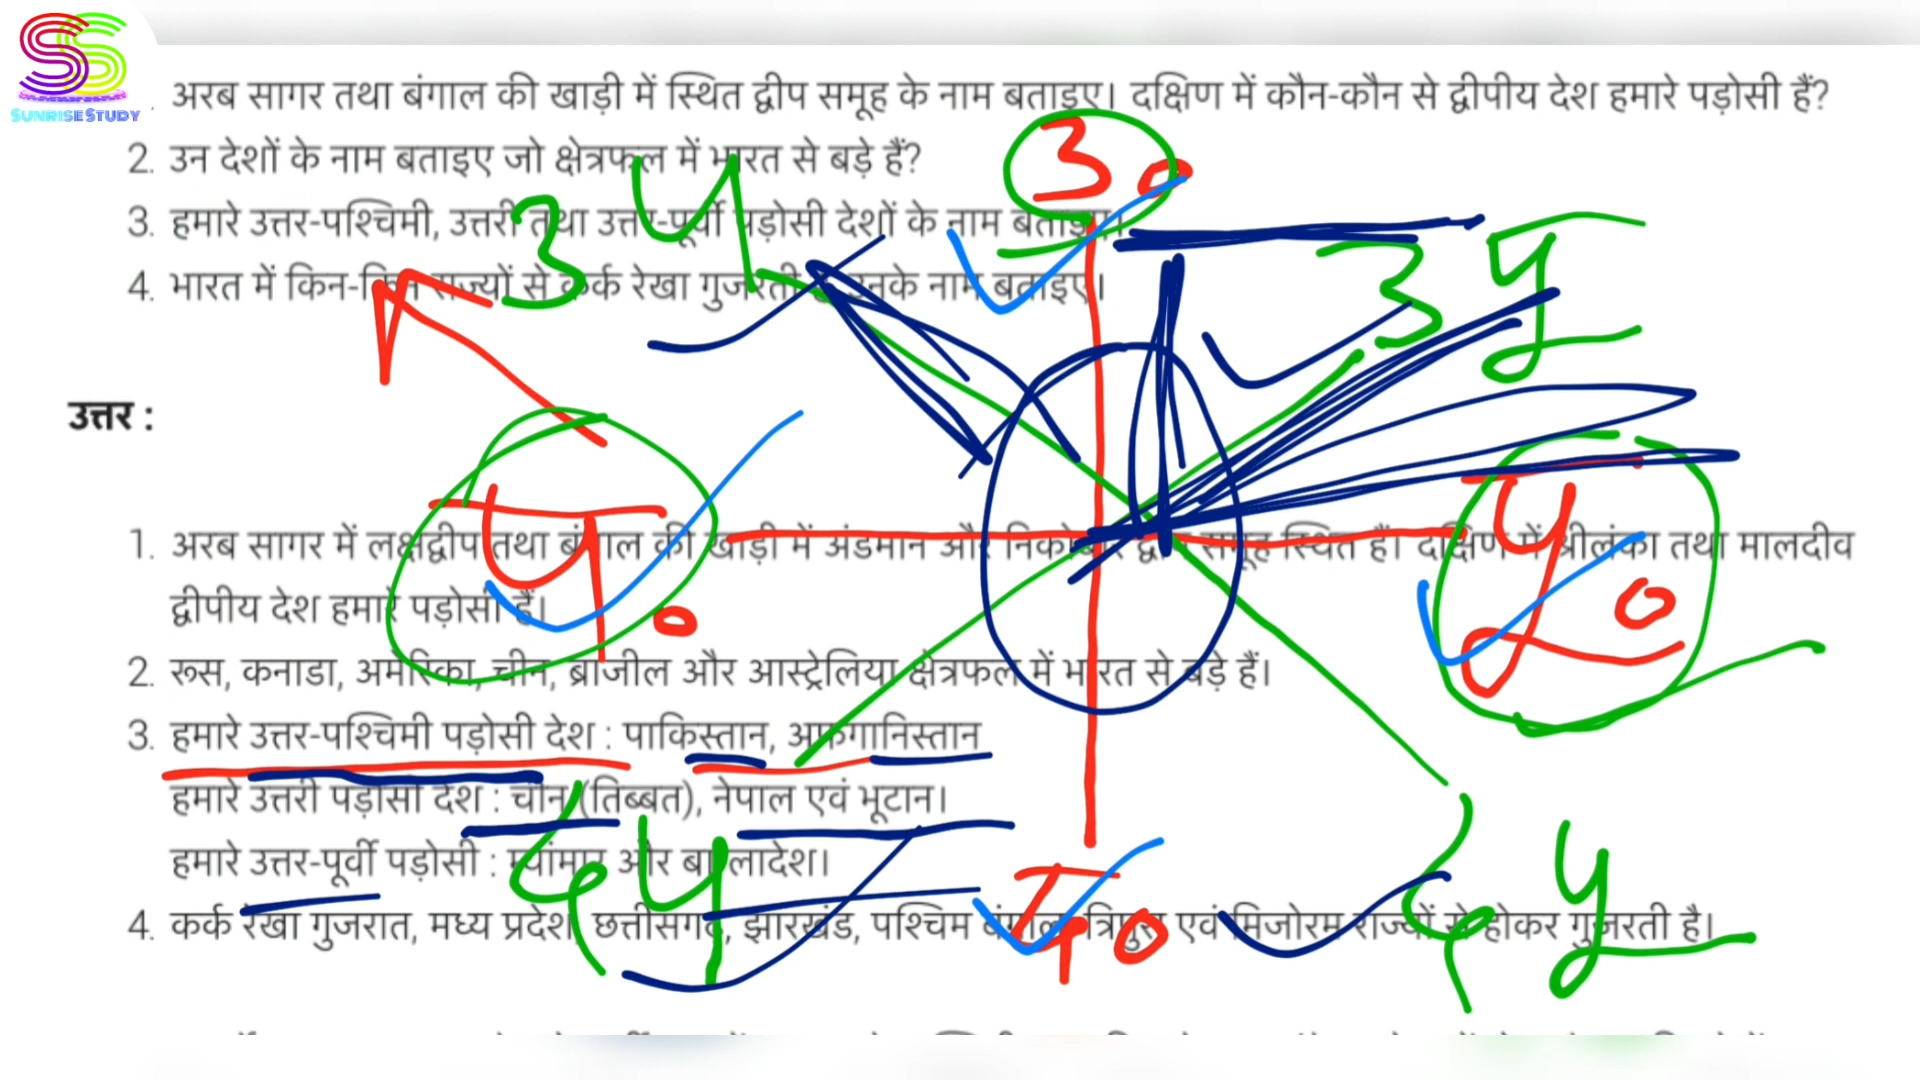 SS
SUNRISESTUDY
. अरब सागर तथा बंगाल की खाड़ी में स्थित द्वीप समूह के नाम बताइए। दक्षिण में कौन-कौन से द्वीपीय देश हमारे पड़ोसी हैं?
2. उन देशों के नाम बताइए जो क्षेत्रफल में भारत से बड़े हैं?
3. हमारे उत्तर-पश्चिमी, उत्तरी तथा उत्तर-पूर्वी पड़ोसी देशों के नाम बताइए।
4. भारत में किन-किन राज्यों से कर्क रेखा गुजरती है उनके नाम बताइए।
उत्तर :
1. अरब सागर में लक्षद्वीप तथा बंगाल की खाड़ी में अंडमान और निकोबार द्वीप समूह स्थित हैं। दक्षिण में श्रीलंका तथा मालदीव
द्वीपीय देश हमारे पड़ोसी हैं।
2. रूस, कनाडा, अमेरिका, चीन, ब्राजील और आस्ट्रेलिया क्षेत्रफल में भारत से बड़े हैं।
3. हमारे उत्तर-पश्चिमी पड़ोसी देश : पाकिस्तान, अफगानिस्तान
हमारे उत्तरी पड़ोसी देश : चीन (तिब्बत), नेपाल एवं भूटान।
हमारे उत्तर-पूर्वी पड़ोसी : म्यांमार और बांग्लादेश।
4. कर्क रेखा गुजरात, मध्य प्रदेश, छत्तीसगढ़, झारखंड, पश्चिम बंगाल, त्रिपुरा एवं मिजोरम राज्यों से होकर गुजरती है।